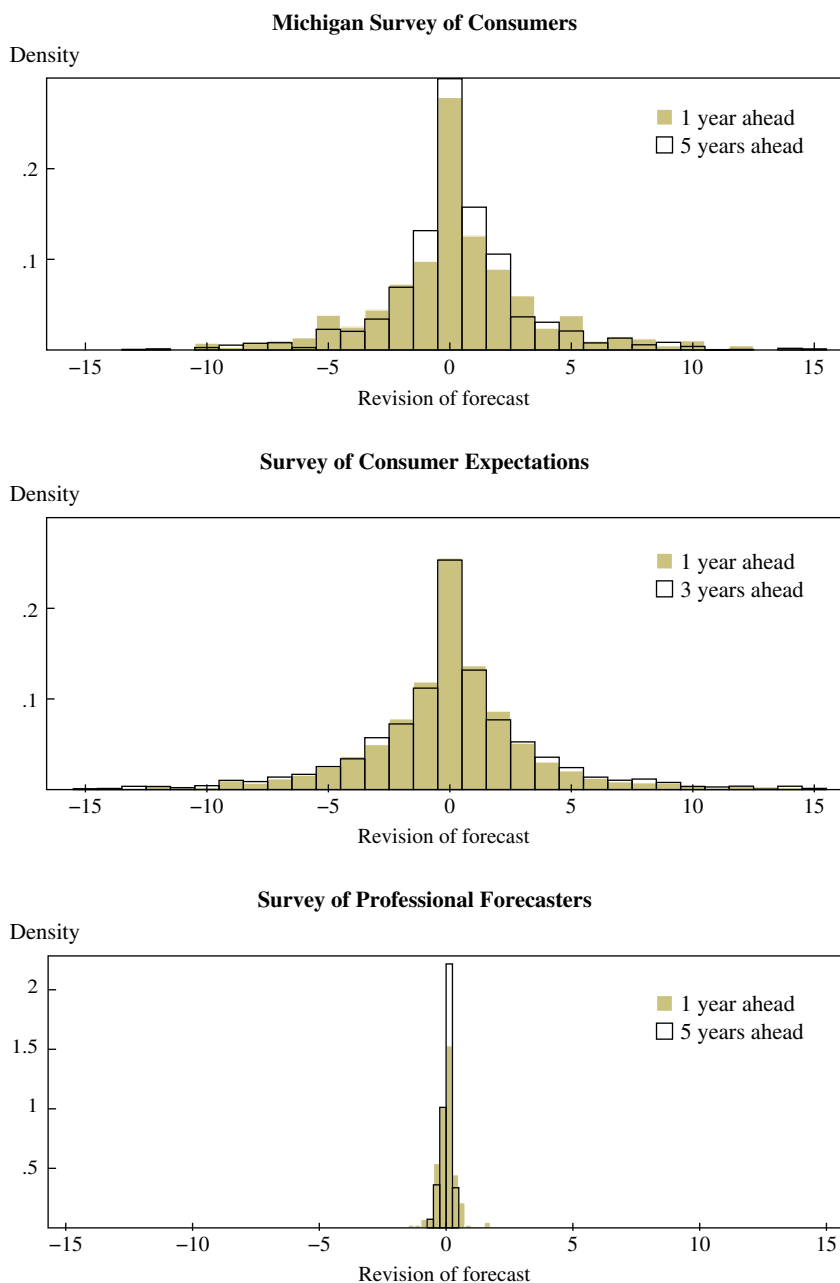 Michigan Survey of Consumers
Density
1 year ahead
5 years ahead
.2
.1
−15 −10 −5 0 5 10 15
Revision of forecast
Survey of Consumer Expectations
Density
1 year ahead
3 years ahead
.2
.1
−15 −10 −5 0 5 10 15
Revision of forecast
Survey of Professional Forecasters
Density
2
1 year ahead
5 years ahead
1.5
1
.5
−15 −10 −5 0 5 10 15
Revision of forecast